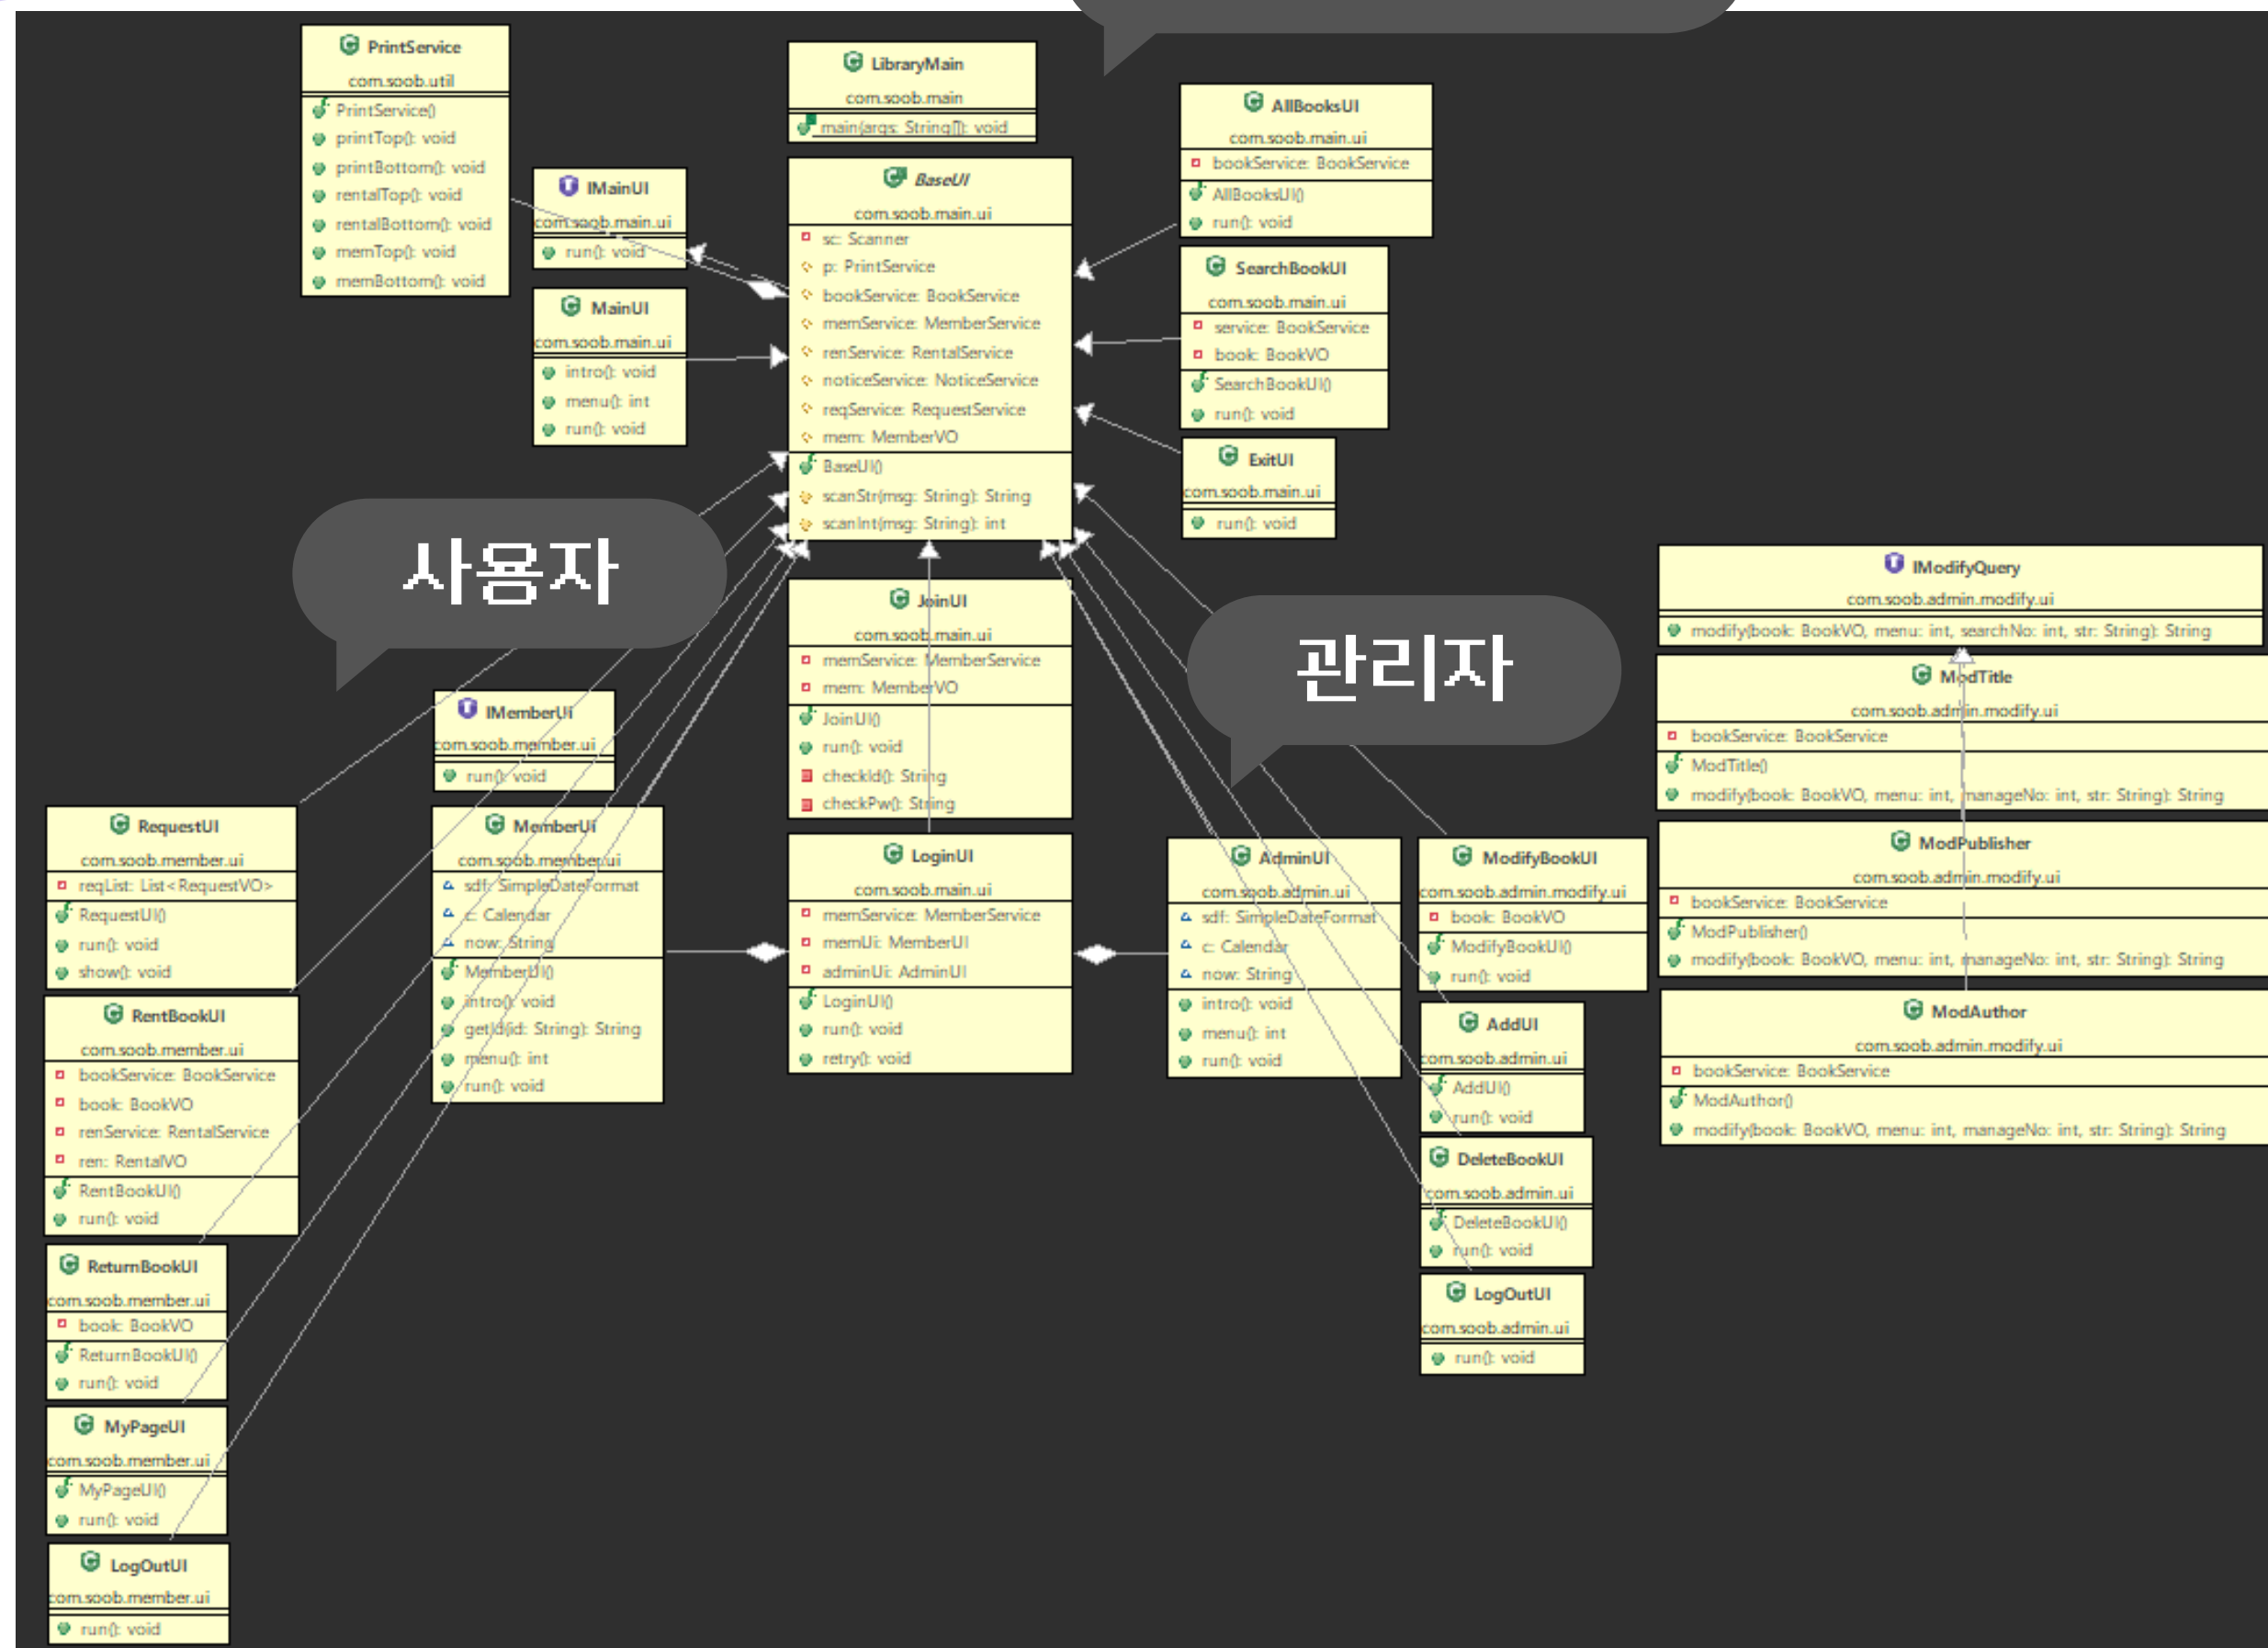 PrintService
com.soob.util
PrintService()
printTop(): void
printBottom(): void
rentalTop(): void
rentalBottom(): void
memTop(): void
memBottom(): void
IMainUI
com.soob.main.ui
run(): void
MainUI
com.soob.main.ui
intro(): void
menu(): int
run(): void
LibraryMain
com.soob.main
main(args: String[]): void
BaseUI
com.soob.main.ui
sc: Scanner
p: PrintService
bookService: BookService
memService: MemberService
renService: RentalService
noticeService: NoticeService
reqService: RequestService
mem: MemberVO
BaseUI()
scanStr(msg: String): String
scanInt(msg: String): int
AllBooksUI
com.soob.main.ui
bookService: BookService
AllBooksUI()
run(): void
SearchBookUI
com.soob.main.ui
service: BookService
book: BookVO
SearchBookUI()
run(): void
ExitUI
com.soob.main.ui
run(): void
사용자
관리자
JoinUI
com.soob.main.ui
memService: MemberService
mem: MemberVO
JoinUI()
run(): void
checkId(): String
checkPw(): String
IMemberUi
com.soob.member.ui
run(): void
RequestUI
com.soob.member.ui
reqList: List<RequestVO>
RequestUI()
run(): void
show(): void
RentBookUI
com.soob.member.ui
bookService: BookService
book: BookVO
renService: RentalService
ren: RentalVO
RentBookUI()
run(): void
ReturnBookUI
com.soob.member.ui
book: BookVO
ReturnBookUI()
run(): void
MyPageUI
com.soob.member.ui
MyPageUI()
run(): void
LogOutUI
com.soob.member.ui
run(): void
MemberUI
com.soob.member.ui
sdf: SimpleDateFormat
c: Calendar
now: String
MemberUI()
intro(): void
getId(id: String): String
menu(): int
run(): void
LoginUI
com.soob.main.ui
memService: MemberService
memUi: MemberUI
adminUi: AdminUI
LoginUI()
run(): void
retry(): void
AdminUI
com.soob.admin.ui
sdf: SimpleDateFormat
c: Calendar
now: String
intro(): void
menu(): int
run(): void
ModifyBookUI
com.soob.admin.modify.ui
book: BookVO
ModifyBookUI()
run(): void
AddUI
com.soob.admin.ui
AddUI()
run(): void
DeleteBookUI
com.soob.admin.ui
DeleteBookUI()
run(): void
LogOutUI
com.soob.admin.ui
run(): void
IModifyQuery
com.soob.admin.modify.ui
modify(book: BookVO, menu: int, searchNo: int, str: String): String
ModTitle
com.soob.admin.modify.ui
bookService: BookService
ModTitle()
modify(book: BookVO, menu: int, manageNo: int, str: String): String
ModPublisher
com.soob.admin.modify.ui
bookService: BookService
ModPublisher()
modify(book: BookVO, menu: int, manageNo: int, str: String): String
ModAuthor
com.soob.admin.modify.ui
bookService: BookService
ModAuthor()
modify(book: BookVO, menu: int, manageNo: int, str: String): String